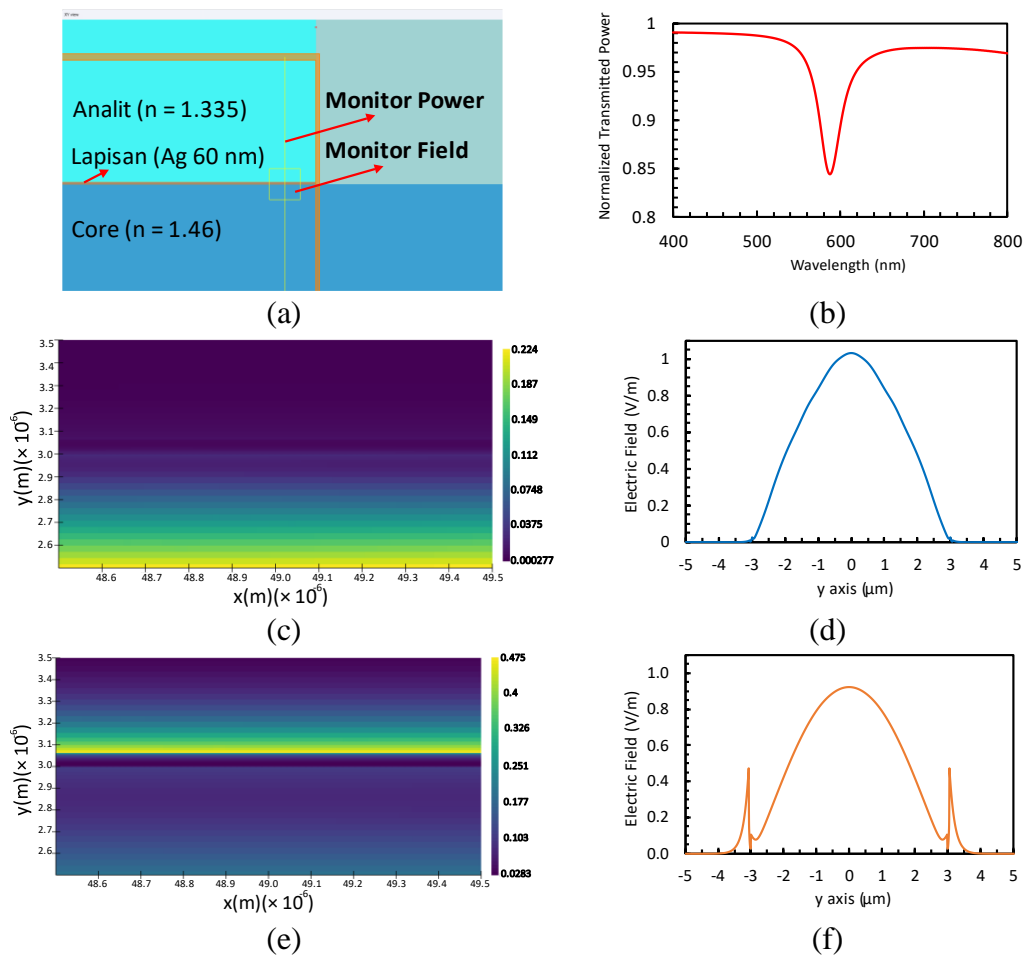 XY view
Analit (n = 1.335)
Monitor Power
Lapisan (Ag 60 nm)
Monitor Field
Core (n = 1.46)
(a)
Normalized Transmitted Power
1
0.95
0.9
0.85
0.8
400 500 600 700 800
Wavelength (nm)
(b)
y(m)(× 10⁶)
3.5
3.4
3.3
3.2
3.1
3.0
2.9
2.8
2.7
2.6
48.6 48.7 48.8 48.9 49.0 49.1 49.2 49.3 49.4 49.5
x(m)(× 10⁻⁶)
0.224
0.187
0.149
0.112
0.0748
0.0375
0.000277
(c)
Electric Field (V/m)
1
0.8
0.6
0.4
0.2
0
-5 -4 -3 -2 -1 0 1 2 3 4 5
y axis (μm)
(d)
y(m)(× 10⁶)
3.5
3.4
3.3
3.2
3.1
3.0
2.9
2.8
2.7
2.6
48.6 48.7 48.8 48.9 49.0 49.1 49.2 49.3 49.4 49.5
x(m)(× 10⁻⁶)
0.475
0.4
0.326
0.251
0.177
0.103
0.0283
(e)
Electric Field (V/m)
1.0
0.8
0.6
0.4
0.2
0.0
-5 -4 -3 -2 -1 0 1 2 3 4 5
y axis (μm)
(f)